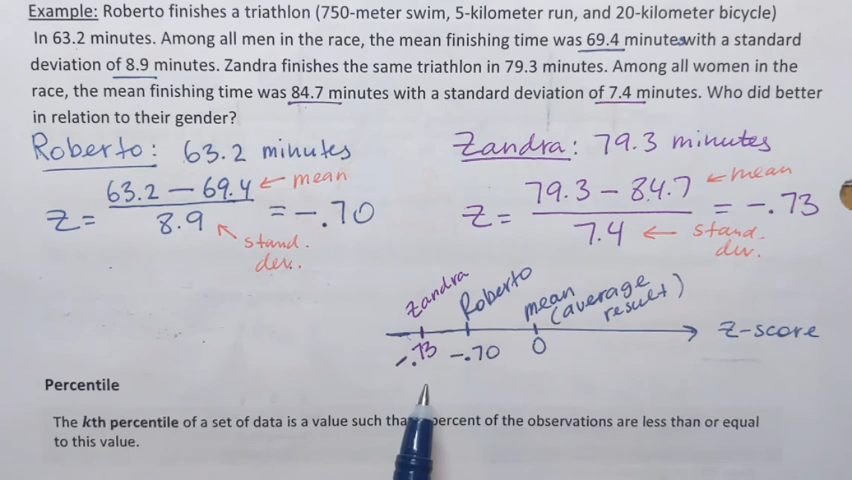 Example: Roberto finishes a triathlon (750-meter swim, 5-kilometer run, and 20-kilometer bicycle)
In 63.2 minutes. Among all men in the race, the mean finishing time was 69.4 minutes with a standard
deviation of 8.9 minutes. Zandra finishes the same triathlon in 79.3 minutes. Among all women in the
race, the mean finishing time was 84.7 minutes with a standard deviation of 7.4 minutes. Who did better
in relation to their gender?
Roberto: 63.2 minutes
63.2 – 69.4 ← mean
Z = = -.70
8.9 stand.
dev.
Zandra: 79.3 minutes
79.3 – 84.7 ← mean
Z = = -.73
7.4 ← stand.
dev.
Zandra Roberto mean (average result)
-.73 -.70 0 Z-score
Percentile
The kth percentile of a set of data is a value such tha percent of the observations are less than or equal
to this value.